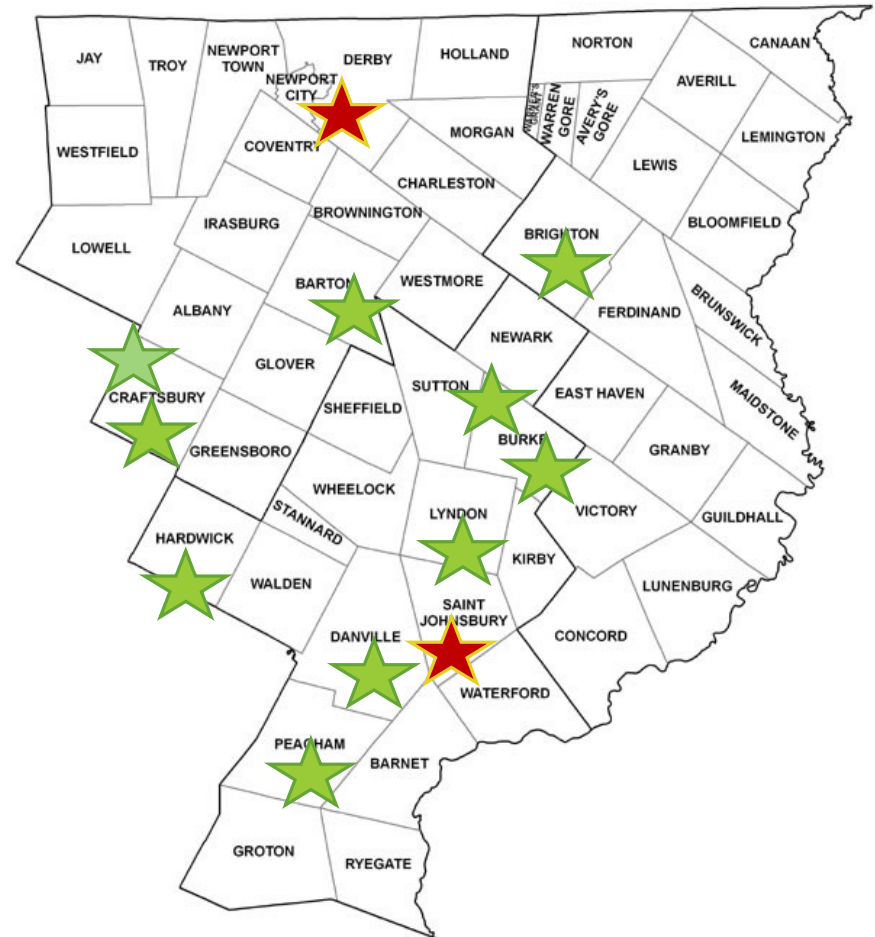 JAY
TROY
NEWPORT
TOWN
NEWPORT
CITY
DERBY
HOLLAND
NORTON
CANAAN
AVERILL
WARREN
GORE
AVERY'S
GORE
LEMINGTON
LEWIS
BLOOMFIELD
WESTFIELD
COVENTRY
MORGAN
CHARLESTON
BROWNINGTON
IRASBURG
LOWELL
BRIGHTON
BARTON
WESTMORE
ALBANY
FERDINAND
BRUNSWICK
NEWARK
GLOVER
SUTTON
EAST HAVEN
MAIDSTONE
CRAFTSBURY
SHEFFIELD
BURKE
GREENSBORO
GRANBY
WHEELOCK
LYNDON
VICTORY
GUILDHALL
STANNARD
HARDWICK
KIRBY
WALDEN
LUNENBURG
SAINT
JOHNSBURY
DANVILLE
CONCORD
WATERFORD
PEACHAM
BARNET
GROTON
RYEGATE